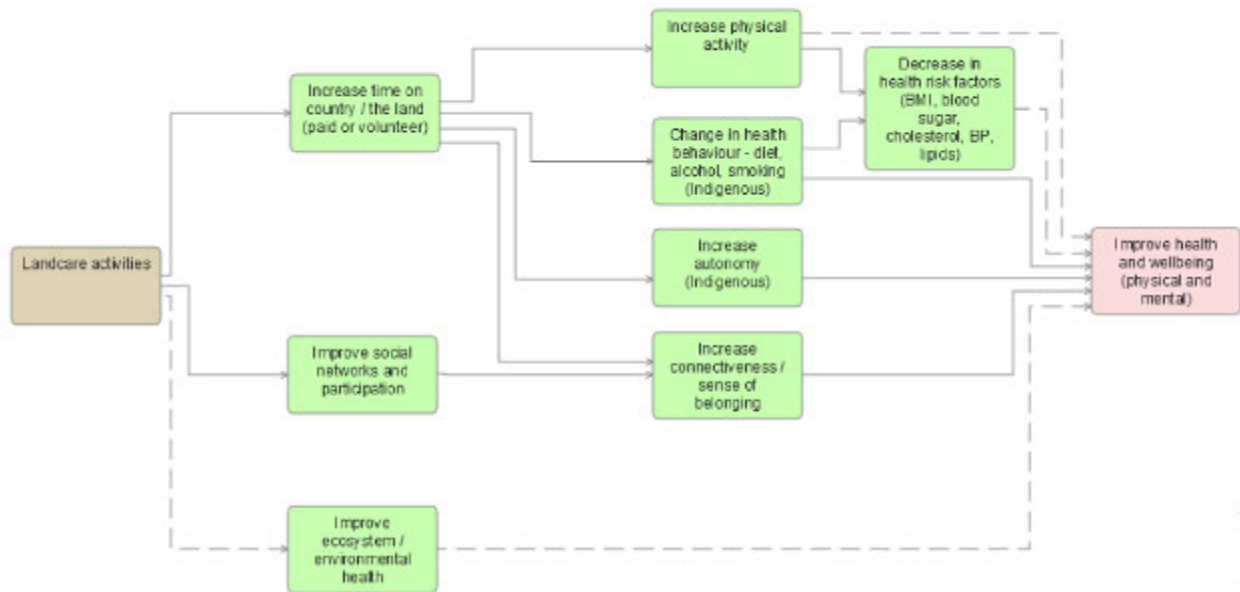 Increase physical
activity
Decrease in
health risk factors
(BMI, blood
sugar,
cholesterol, BP,
lipids)
Increase time on
country / the land
(paid or volunteer)
Change in health
behaviour - diet,
alcohol, smoking
(Indigenous)
Landcare activities
Increase
autonomy
(Indigenous)
Improve health
and wellbeing
(physical and
mental)
Improve social
networks and
participation
Increase
connectiveness /
sense of
belonging
Improve
ecosystem /
environmental
health